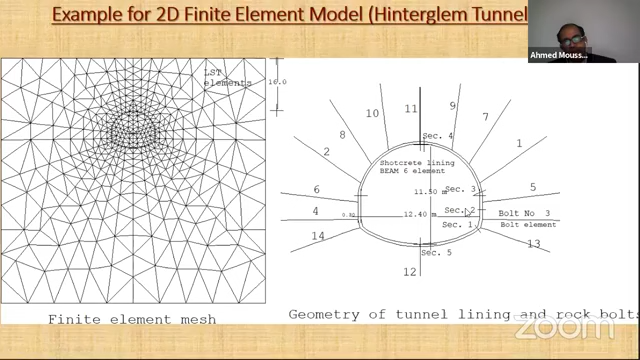 Example for 2D Finite Element Model (Hinterglem Tunnel
Ahmed Mouss...
LST
elements
16.0
11
10
9
7
8
Sec. 4
2
1
Shotcrete lining
BEAM 6 element
11.50 m
Sec. 3
6
5
4
12.40 m
Sec. 2
Bolt No 3
Sec. 1
Bolt element
14
13
Sec. 5
12
Finite element mesh
Geometry of tunnel lining and rock bolts
zoom